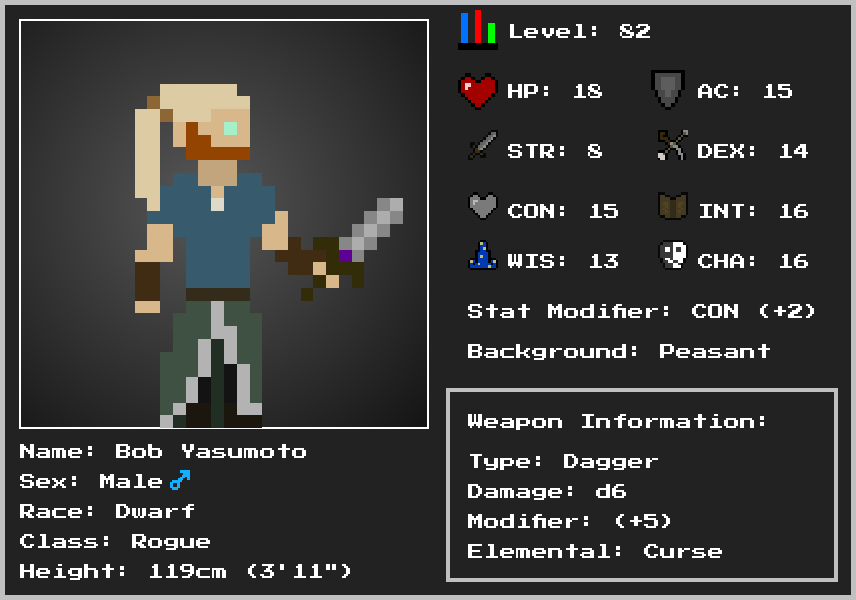 Level: 82
HP: 18
AC: 15
STR: 8
DEX: 14
CON: 15
INT: 16
WIS: 13
CHA: 16
Stat Modifier: CON (+2)
Background: Peasant
Name: Bob Yasumoto
Sex: Male ♂
Race: Dwarf
Class: Rogue
Height: 119cm (3'11")
Weapon Information:
Type: Dagger
Damage: d6
Modifier: (+5)
Elemental: Curse